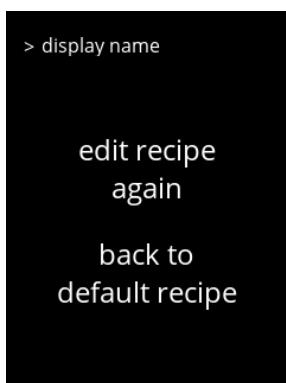 > display name
edit recipe
again
back to
default recipe